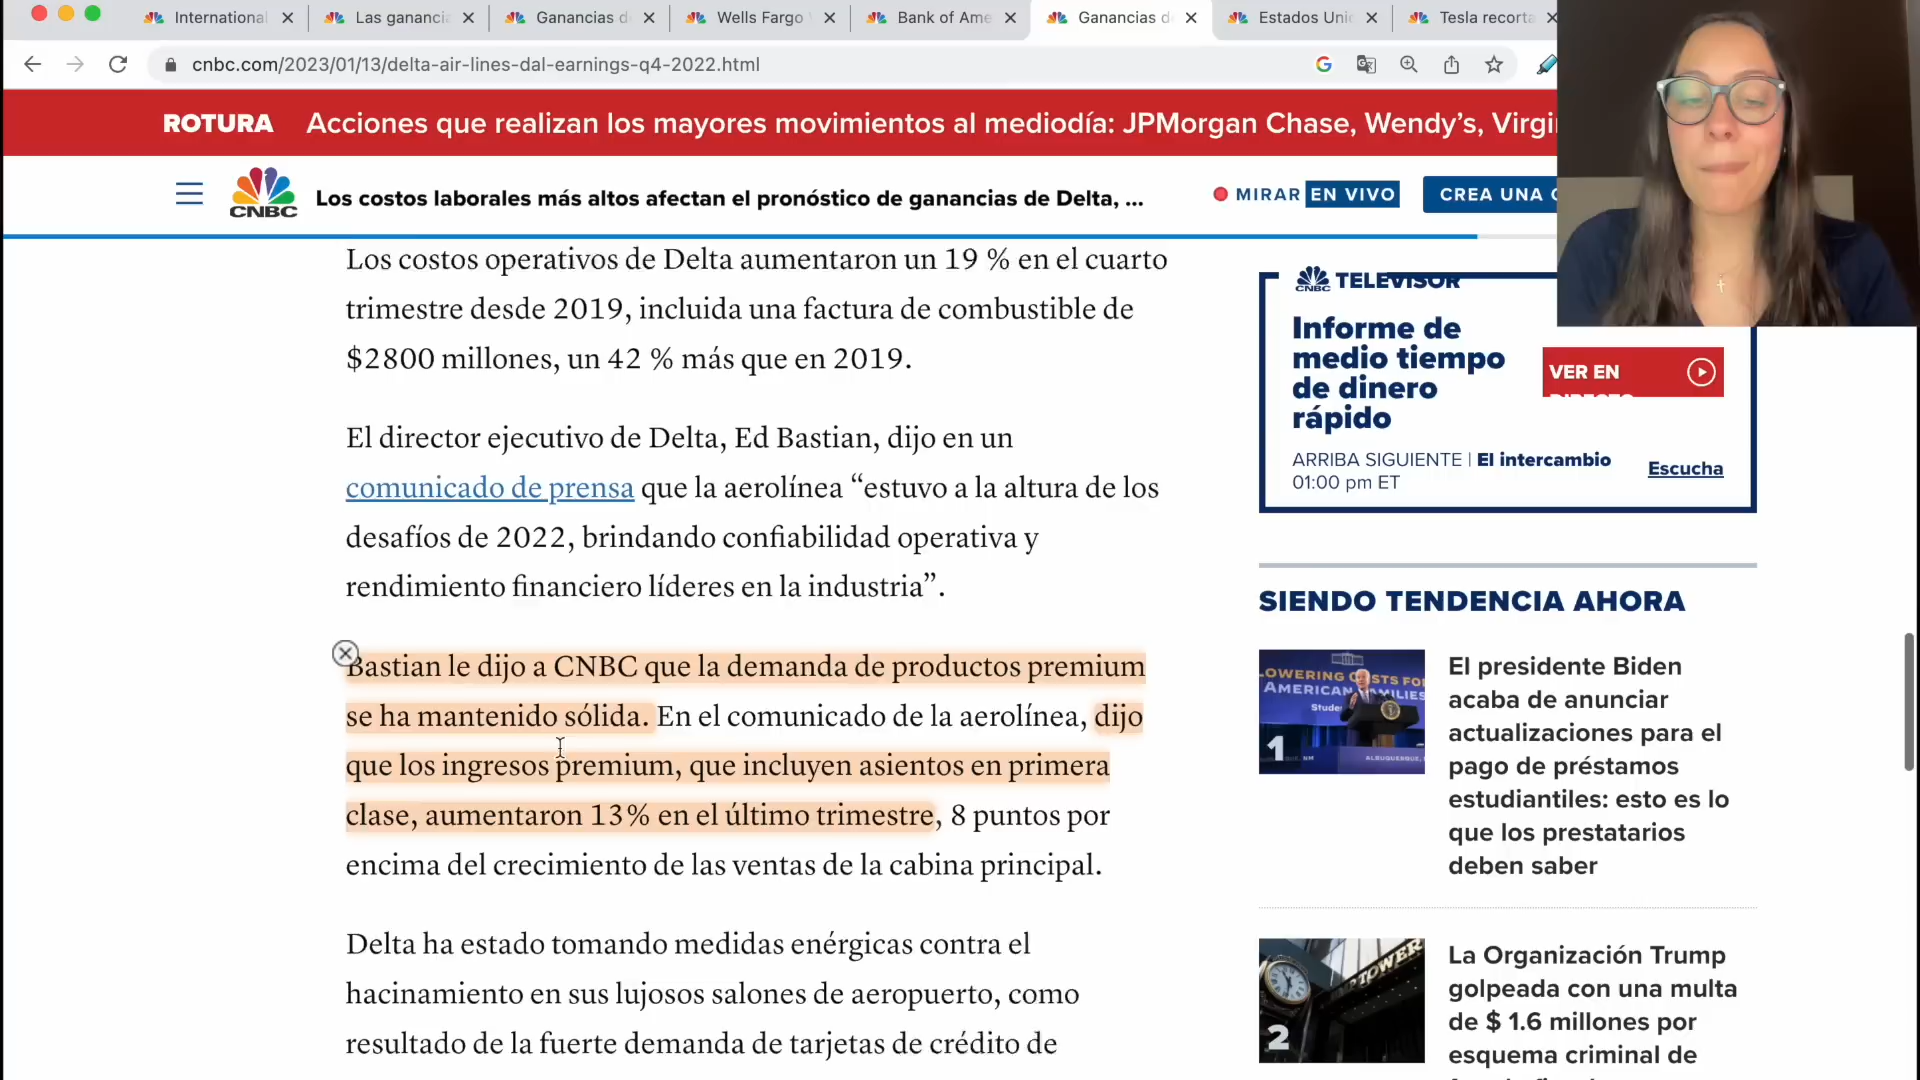 International
Las ganancia
Ganancias d
Wells Fargo
Bank of Ame
Ganancias d
Estados Uni
Tesla recorta
cnbc.com/2023/01/13/delta-air-lines-dal-earnings-q4-2022.html
ROTURA Acciones que realizan los mayores movimientos al mediodía: JPMorgan Chase, Wendy's, Virgi
CNBC
Los costos laborales más altos afectan el pronóstico de ganancias de Delta, ...
MIRAR EN VIVO
CREA UNA
Los costos operativos de Delta aumentaron un 19 % en el cuarto
trimestre desde 2019, incluida una factura de combustible de
$2800 millones, un 42 % más que en 2019.
El director ejecutivo de Delta, Ed Bastian, dijo en un
comunicado de prensa que la aerolínea “estuvo a la altura de los
desafíos de 2022, brindando confiabilidad operativa y
rendimiento financiero líderes en la industria”.
Bastian le dijo a CNBC que la demanda de productos premium
se ha mantenido sólida. En el comunicado de la aerolínea, dijo
que los ingresos premium, que incluyen asientos en primera
clase, aumentaron 13% en el último trimestre, 8 puntos por
encima del crecimiento de las ventas de la cabina principal.
Delta ha estado tomando medidas enérgicas contra el
hacinamiento en sus lujosos salones de aeropuerto, como
resultado de la fuerte demanda de tarjetas de crédito de
CNBC TELEVISOR
Informe de
medio tiempo
de dinero
rápido
VER EN
DIRECTO
ARRIBA SIGUIENTE | El intercambio
01:00 pm ET
Escucha
SIENDO TENDENCIA AHORA
LOWERING COSTS FO
AMERICAN FAMILIES
Stude
ALBUQUERQUE, NM
1
El presidente Biden
acaba de anunciar
actualizaciones para el
pago de préstamos
estudiantiles: esto es lo
que los prestatarios
deben saber
TOWER
2
La Organización Trump
golpeada con una multa
de $ 1.6 millones por
esquema criminal de